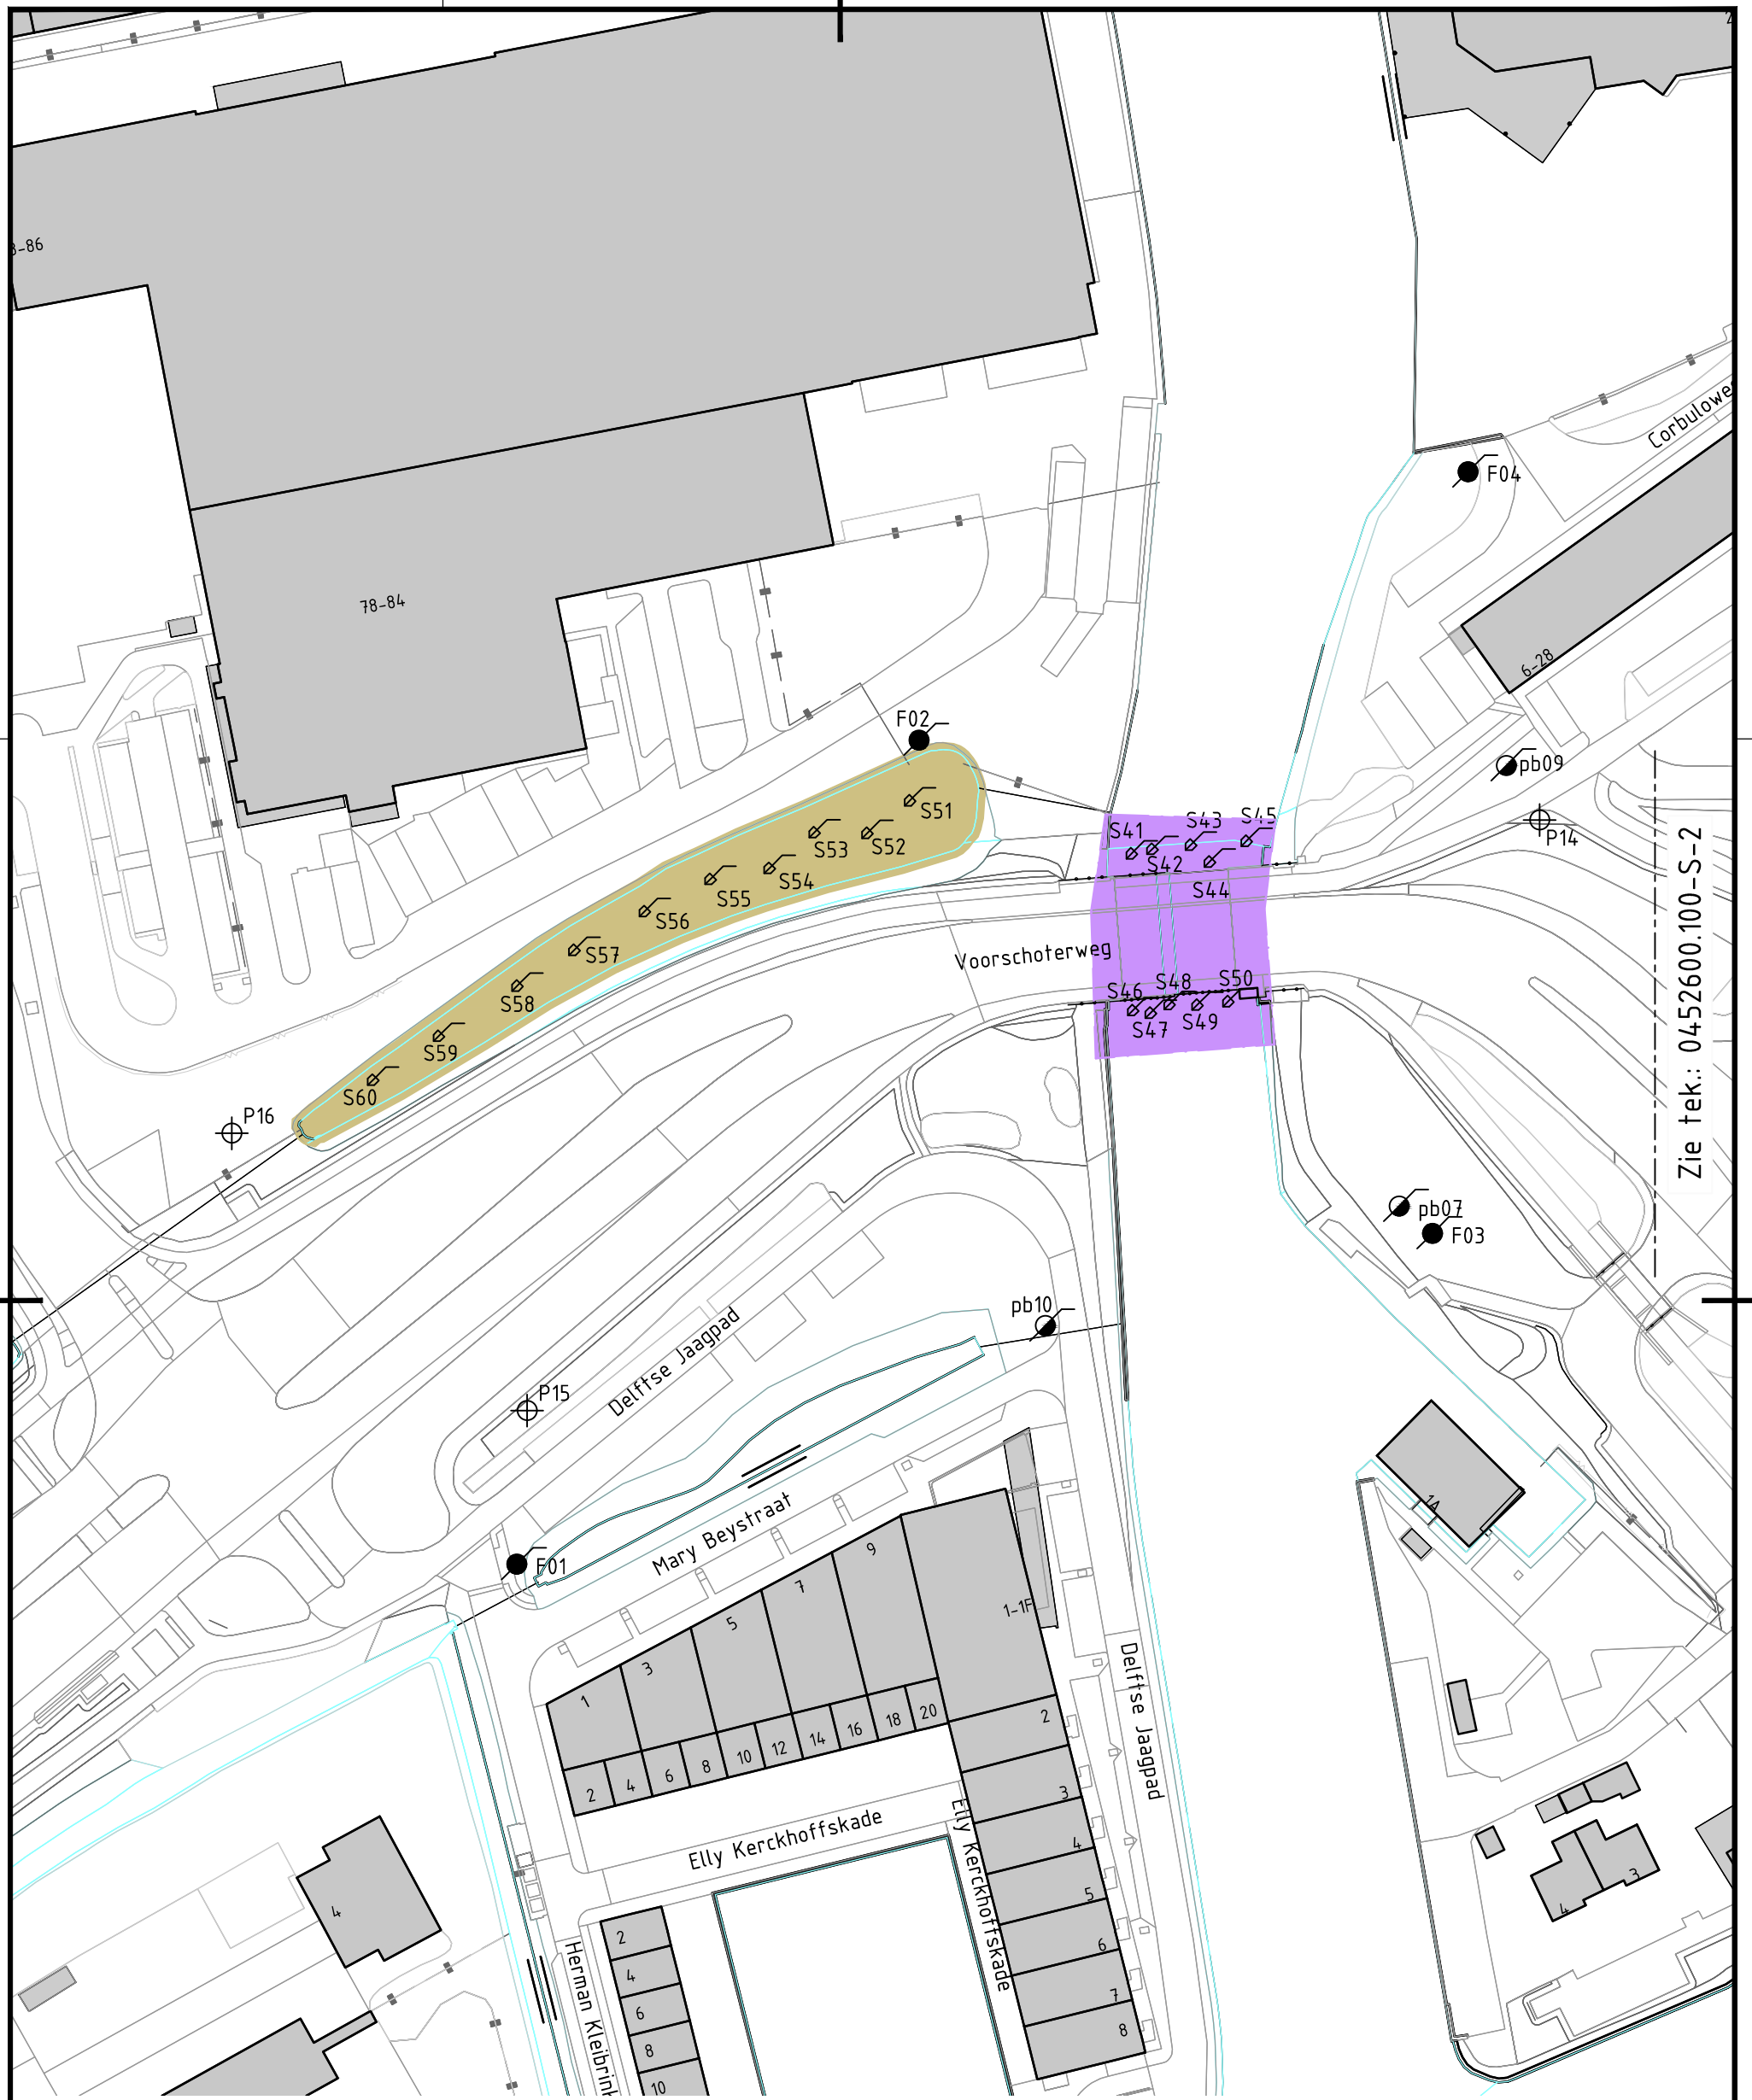 3-86
Corbuloweg
F04
78-84
6-28
F02
pb09
S51
P14
S53
S52
S41
S43
S45
S42
S44
S54
S55
S56
S57
S58
S59
S60
Voorschoterweg
S46
S48
S50
S47
S49
Zie tek.: 0452600.100-S-2
P16
pb07
F03
pb10
Delftse Jaagpad
P15
Mary Beystraat
F01
1A
9
7
5
3
1
1-1F
Delftse Jaagpad
2
4
6
8
10
12
14
16
18
20
2
3
4
5
6
7
8
Elly Kerckhoffskade
Elly Kerckhoffskade
4
3
4
Herman Kleibrink
2
4
6
8
10